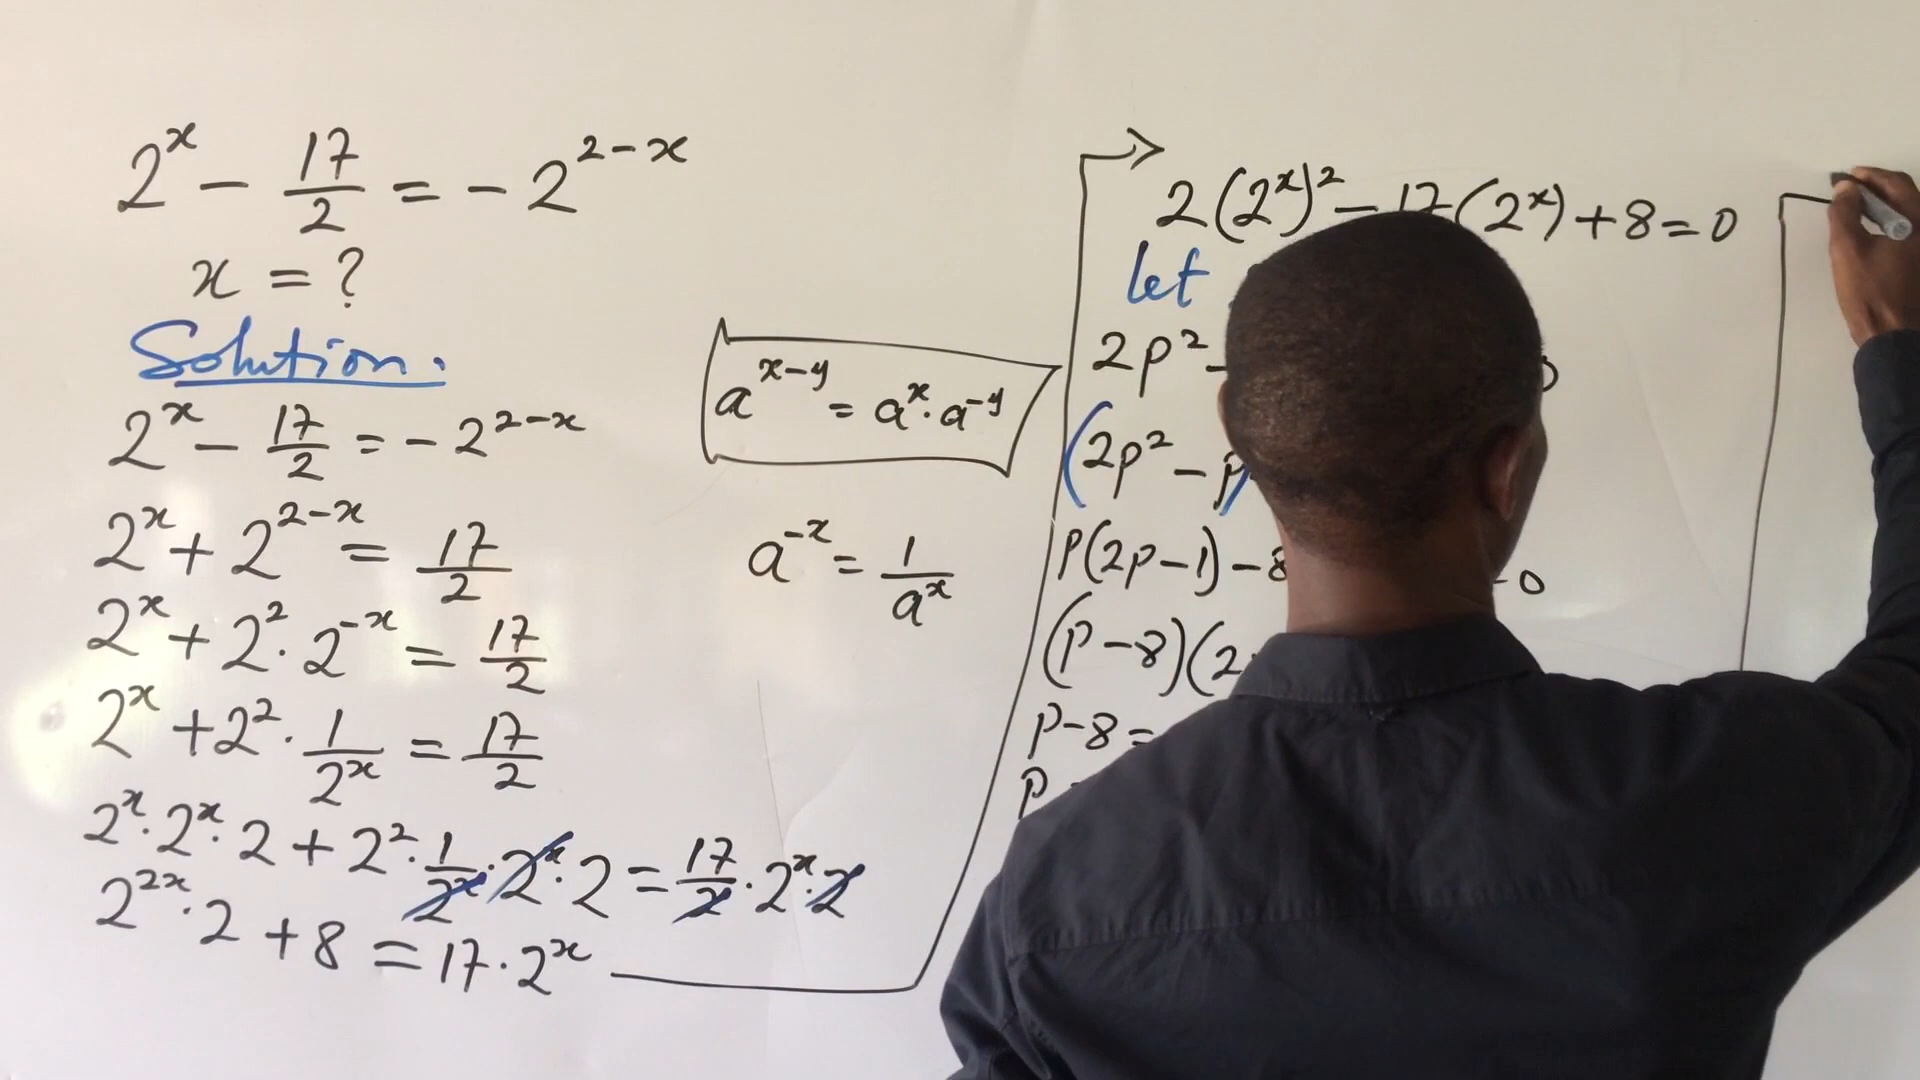 2^x - 17/2 = -2^(2-x)
x = ?
Solution.
2^x - 17/2 = -2^(2-x)
2^x + 2^(2-x) = 17/2
2^x + 2^2 · 2^(-x) = 17/2
2^x + 2^2 · 1/2^x = 17/2
2^x · 2^x · 2 + 2^2 · 1/2^x · 2^x · 2 = 17/2 · 2^x · 2
2^(2x) · 2 + 8 = 17 · 2^x
a^(x-y) = a^x · a^(-y)
a^(-x) = 1/a^x
2(2^x)^2 - 17(2^x) + 8 = 0
let
2p^2 - 0
(2p^2 - p)
p(2p-1) - 8 0
(p-8)(2
p-8=
p